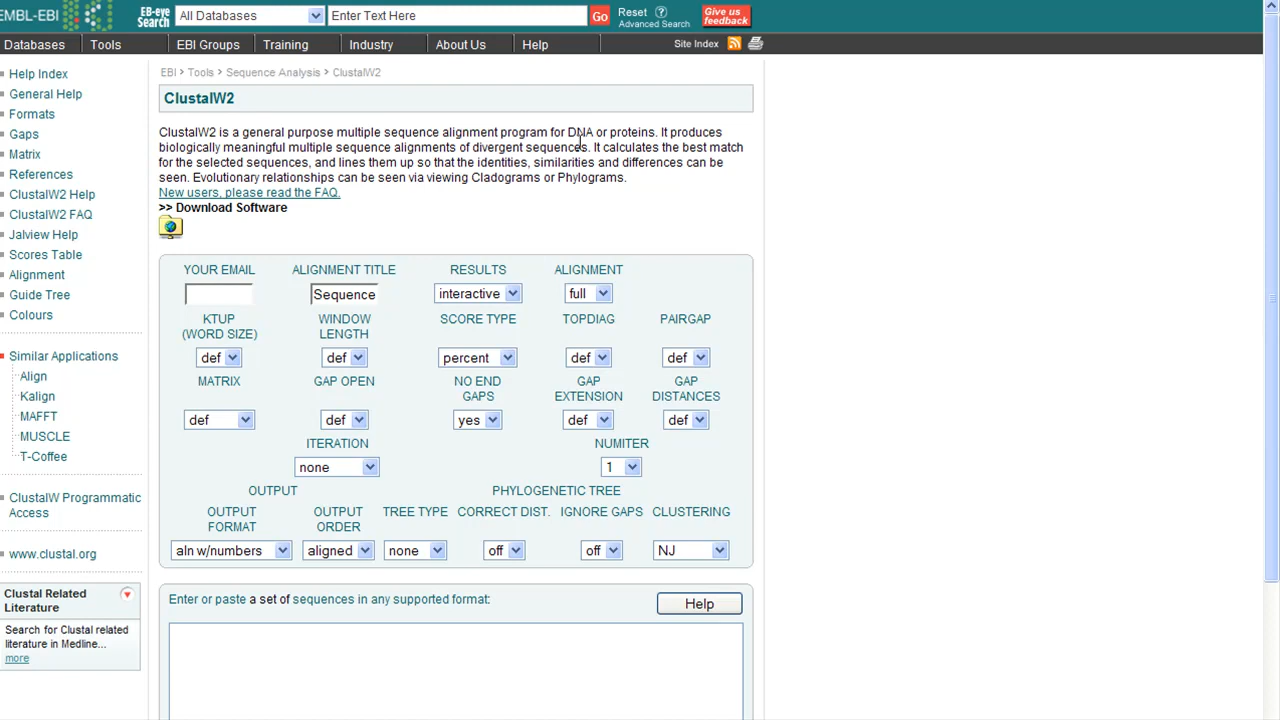 EMBL-EBI
EB-eye
Search
All Databases
Enter Text Here
Go
Reset
?
Advanced Search
Give us
feedback
Databases
Tools
EBI Groups
Training
Industry
About Us
Help
Site Index
Help Index
General Help
Formats
Gaps
Matrix
References
ClustalW2 Help
ClustalW2 FAQ
Jalview Help
Scores Table
Alignment
Guide Tree
Colours
Similar Applications
Align
Kalign
MAFFT
MUSCLE
T-Coffee
ClustalW Programmatic
Access
www.clustal.org
Clustal Related
Literature
Search for Clustal related
literature in Medline...
more
EBI > Tools > Sequence Analysis > ClustalW2
ClustalW2
ClustalW2 is a general purpose multiple sequence alignment program for DNA or proteins. It produces
biologically meaningful multiple sequence alignments of divergent sequences. It calculates the best match
for the selected sequences, and lines them up so that the identities, similarities and differences can be
seen. Evolutionary relationships can be seen via viewing Cladograms or Phylograms.
New users, please read the FAQ.
>> Download Software
YOUR EMAIL
ALIGNMENT TITLE
RESULTS
ALIGNMENT
Sequence
interactive
full
KTUP
(WORD SIZE)
WINDOW
LENGTH
SCORE TYPE
TOPDIAG
PAIRGAP
def
def
percent
def
def
MATRIX
GAP OPEN
NO END
GAPS
GAP
EXTENSION
GAP
DISTANCES
def
def
yes
def
def
ITERATION
NUMITER
none
1
OUTPUT
PHYLOGENETIC TREE
OUTPUT
FORMAT
OUTPUT
ORDER
TREE TYPE
CORRECT DIST.
IGNORE GAPS
CLUSTERING
aln w/numbers
aligned
none
off
off
NJ
Enter or paste a set of sequences in any supported format:
Help